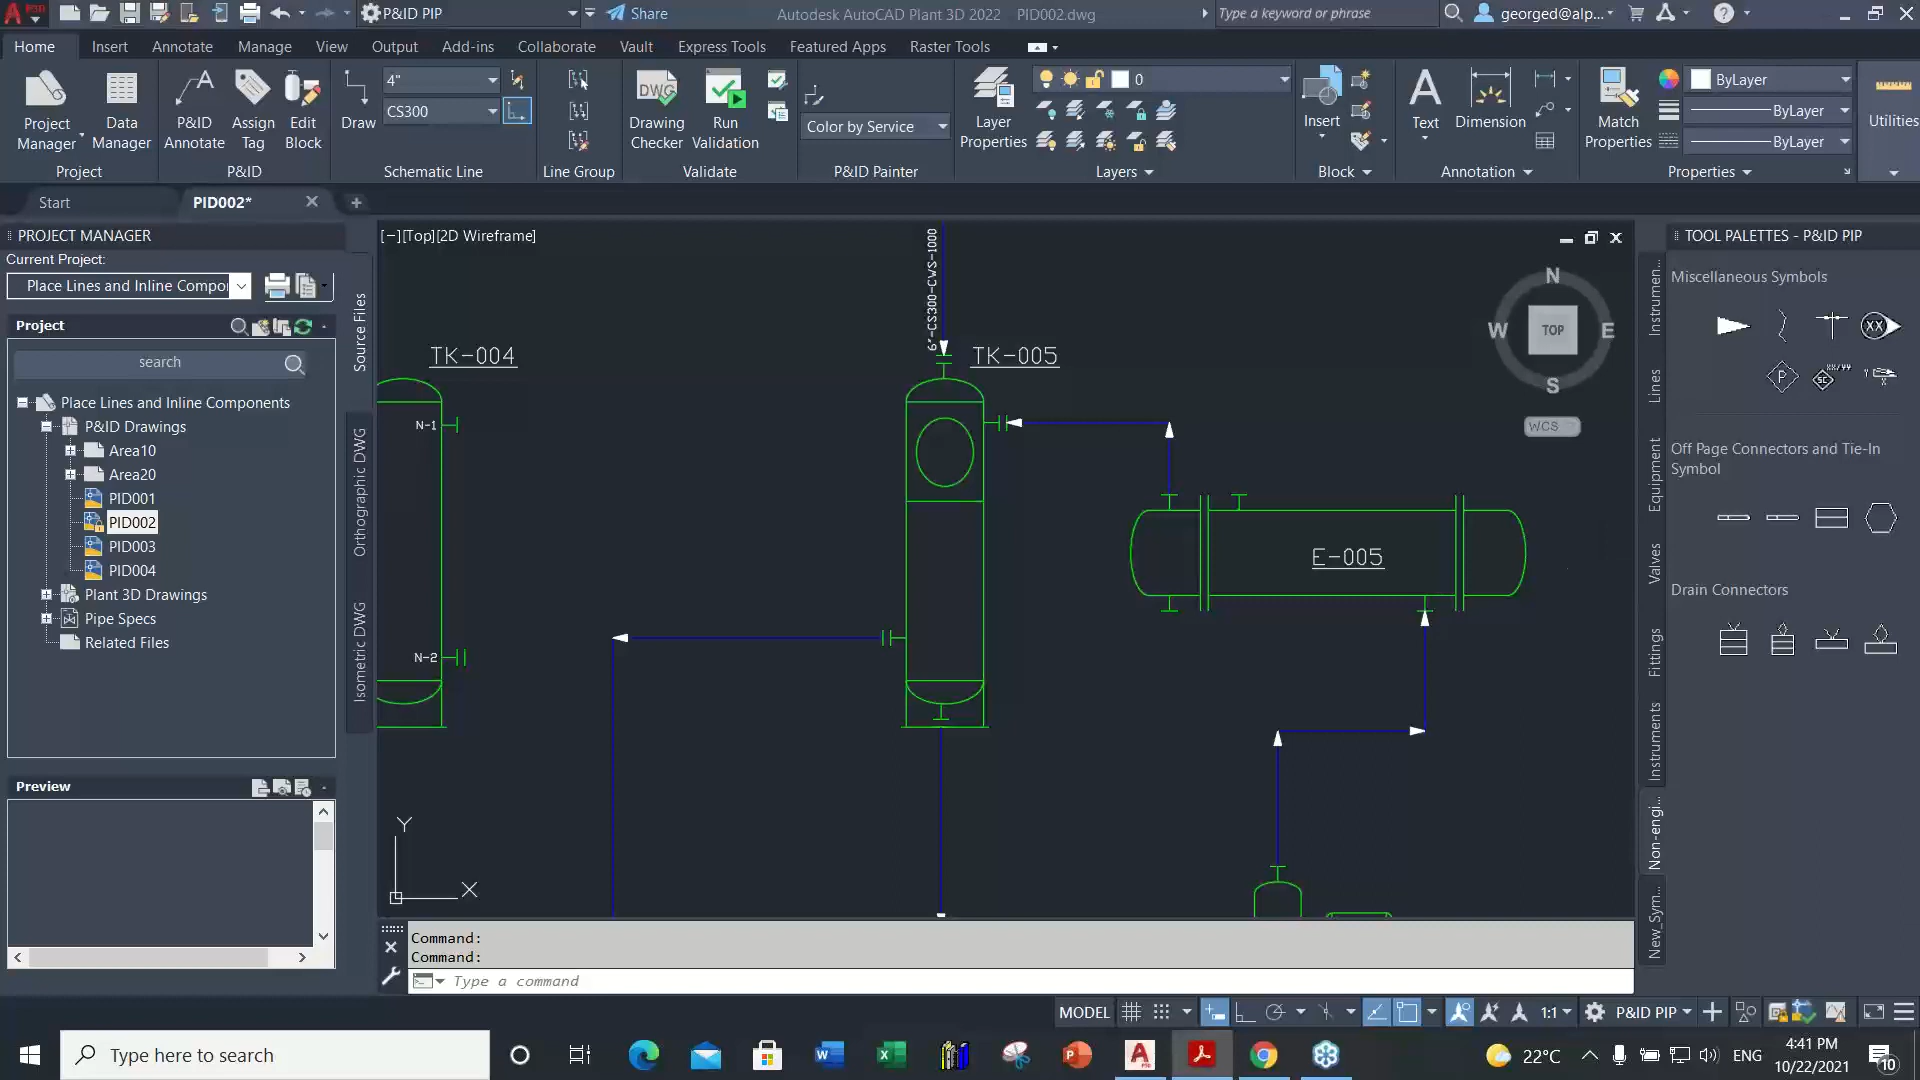 P&ID PIP
Share
Autodesk AutoCAD Plant 3D 2022 PID002.dwg
Type a keyword or phrase
georged@alp...
Home Insert Annotate Manage View Output Add-ins Collaborate Vault Express Tools Featured Apps Raster Tools
Project
Manager
Data
Manager
Project
P&ID
Annotate
Assign
Tag
Edit
Block
P&ID
Draw
4"
CS300
Schematic Line
Line Group
DWG
Drawing
Checker
Run
Validation
Validate
Color by Service
P&ID Painter
Layer
Properties
0
Layers
Insert
Block
Text
Dimension
Annotation
Match
Properties
ByLayer
ByLayer
ByLayer
Properties
Utilities
Start
PID002*
PROJECT MANAGER
Current Project:
Place Lines and Inline Compo
Project
search
Place Lines and Inline Components
P&ID Drawings
Area10
Area20
PID001
PID002
PID003
PID004
Plant 3D Drawings
Pipe Specs
Related Files
Preview
Source Files
Orthographic DWG
Isometric DWG
[−][Top][2D Wireframe]
6"-CS300-CWS-1000
TK-004
TK-005
N-1
N-2
E-005
N
W TOP E
S
WCS
Y
X
Command:
Command:
Type a command
TOOL PALETTES - P&ID PIP
Miscellaneous Symbols
XX
P
SC
XX/YY
Off Page Connectors and Tie-In
Symbol
Drain Connectors
Instrumen...
Lines
Equipment
Valves
Fittings
Instruments
Non-engi...
New_Sym...
MODEL
1:1
P&ID PIP
Type here to search
22°C
ENG
4:41 PM
10/22/2021
10